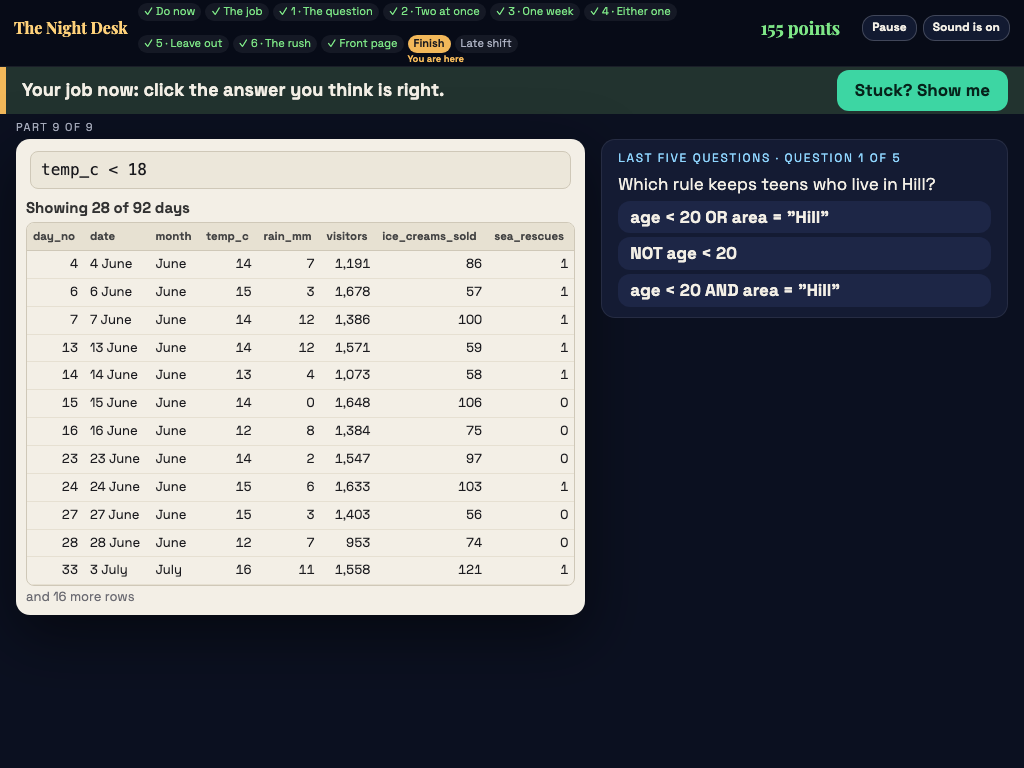 The Night Desk
✓ Do now ✓ The job ✓ 1 · The question ✓ 2 · Two at once ✓ 3 · One week ✓ 4 · Either one
✓ 5 · Leave out ✓ 6 · The rush ✓ Front page Finish Late shift
You are here
155 points
Pause
Sound is on
Your job now: click the answer you think is right.
Stuck? Show me
PART 9 OF 9
temp_c < 18
Showing 28 of 92 days
day_no date month temp_c rain_mm visitors ice_creams_sold sea_rescues
4 4 June June 14 7 1,191 86 1
6 6 June June 15 3 1,678 57 1
7 7 June June 14 12 1,386 100 1
13 13 June June 14 12 1,571 59 1
14 14 June June 13 4 1,073 58 1
15 15 June June 14 0 1,648 106 0
16 16 June June 12 8 1,384 75 0
23 23 June June 14 2 1,547 97 0
24 24 June June 15 6 1,633 103 1
27 27 June June 15 3 1,403 56 0
28 28 June June 12 7 953 74 0
33 3 July July 16 11 1,558 121 1
and 16 more rows
LAST FIVE QUESTIONS · QUESTION 1 OF 5
Which rule keeps teens who live in Hill?
age < 20 OR area = "Hill"
NOT age < 20
age < 20 AND area = "Hill"